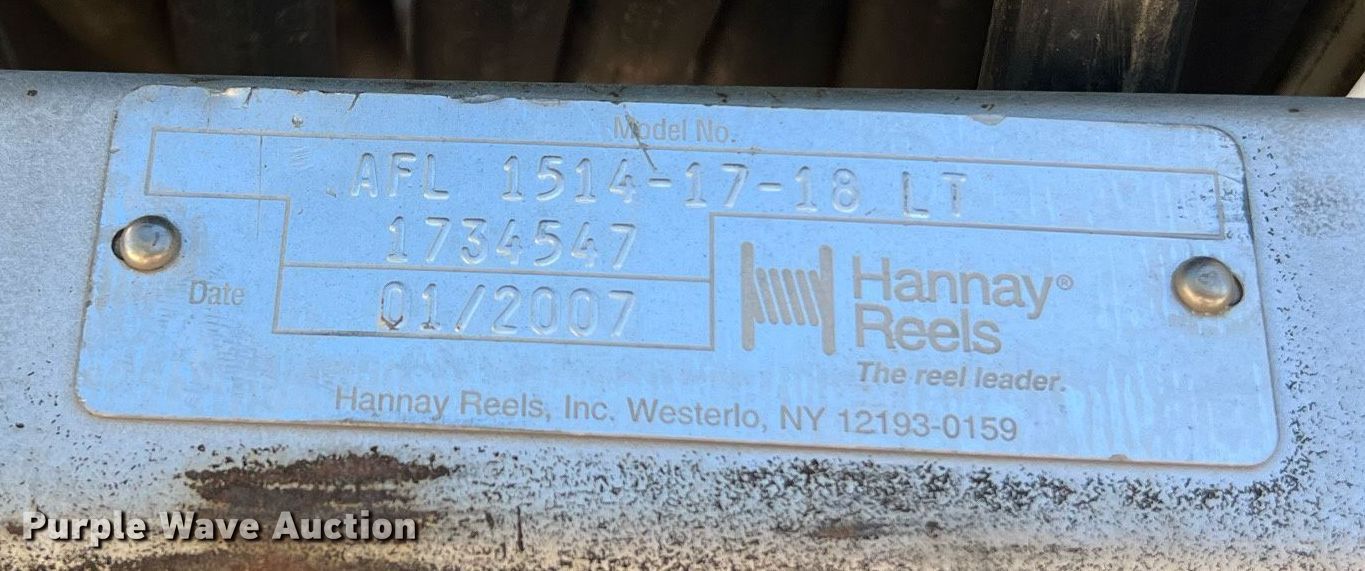 Model No.
AFL 1514-17-18 LT
1734547
Date 01/2007
Hannay®
Reels
The reel leader.
Hannay Reels, Inc. Westerlo, NY 12193-0159
Purple Wave Auction